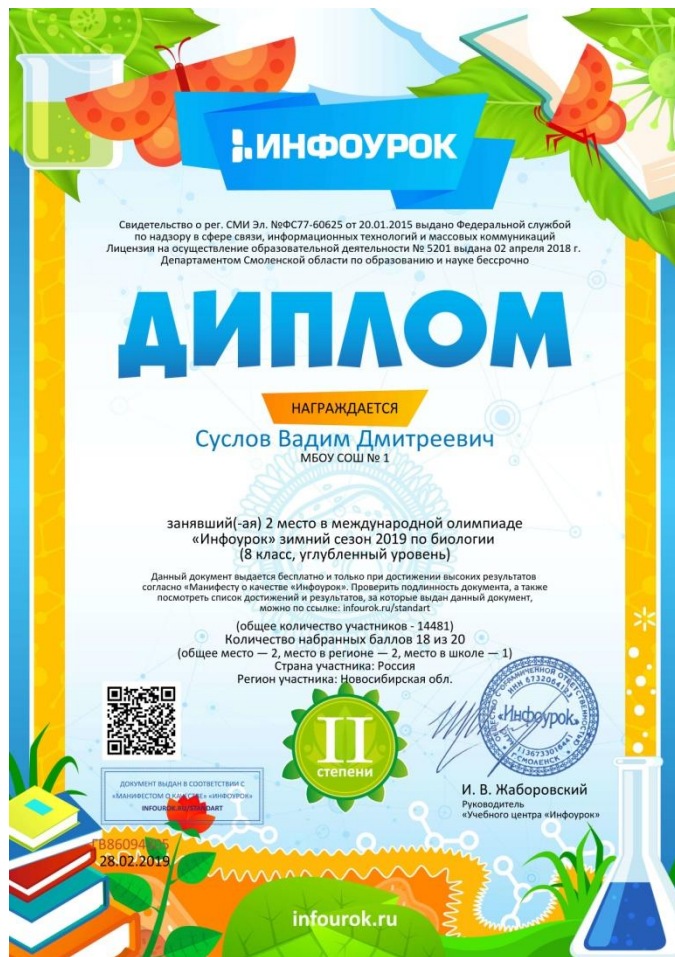 ИНФОУРОК
Свидетельство о рег. СМИ Эл. №ФС77-60625 от 20.01.2015 выдано Федеральной службой
по надзору в сфере связи, информационных технологий и массовых коммуникаций
Лицензия на осуществление образовательной деятельности № 5201 выдана 02 апреля 2018 г.
Департаментом Смоленской области по образованию и науке бессрочно
ДИПЛОМ
НАГРАЖДАЕТСЯ
Суслов Вадим Дмитреевич
МБОУ СОШ № 1
занявший(-ая) 2 место в международной олимпиаде
«Инфоурок» зимний сезон 2019 по биологии
(8 класс, углубленный уровень)
Данный документ выдается бесплатно и только при достижении высоких результатов
согласно «Манифесту о качестве «Инфоурок». Проверить подлинность документа, а также
посмотреть список достижений и результатов, за которые выдан данный документ,
можно по ссылке: infourok.ru/standart
(общее количество участников - 14481)
Количество набранных баллов 18 из 20
(общее место — 2, место в регионе — 2, место в школе — 1)
Страна участника: Россия
Регион участника: Новосибирская обл.
II
степени
ОБЩЕСТВО С ОГРАНИЧЕННОЙ ОТВЕТСТВЕННОСТЬЮ
ИНН 6732064123
«Инфоурок»
Г.СМОЛЕНСК
И. В. Жаборовский
Руководитель
«Учебного центра «Инфоурок»
ДОКУМЕНТ ВЫДАН В СООТВЕТСТВИИ С
«МАНИФЕСТОМ О КАЧЕСТВЕ» «ИНФОУРОК»
INFOUROK.RU/STANDART
28.02.2019
infourok.ru